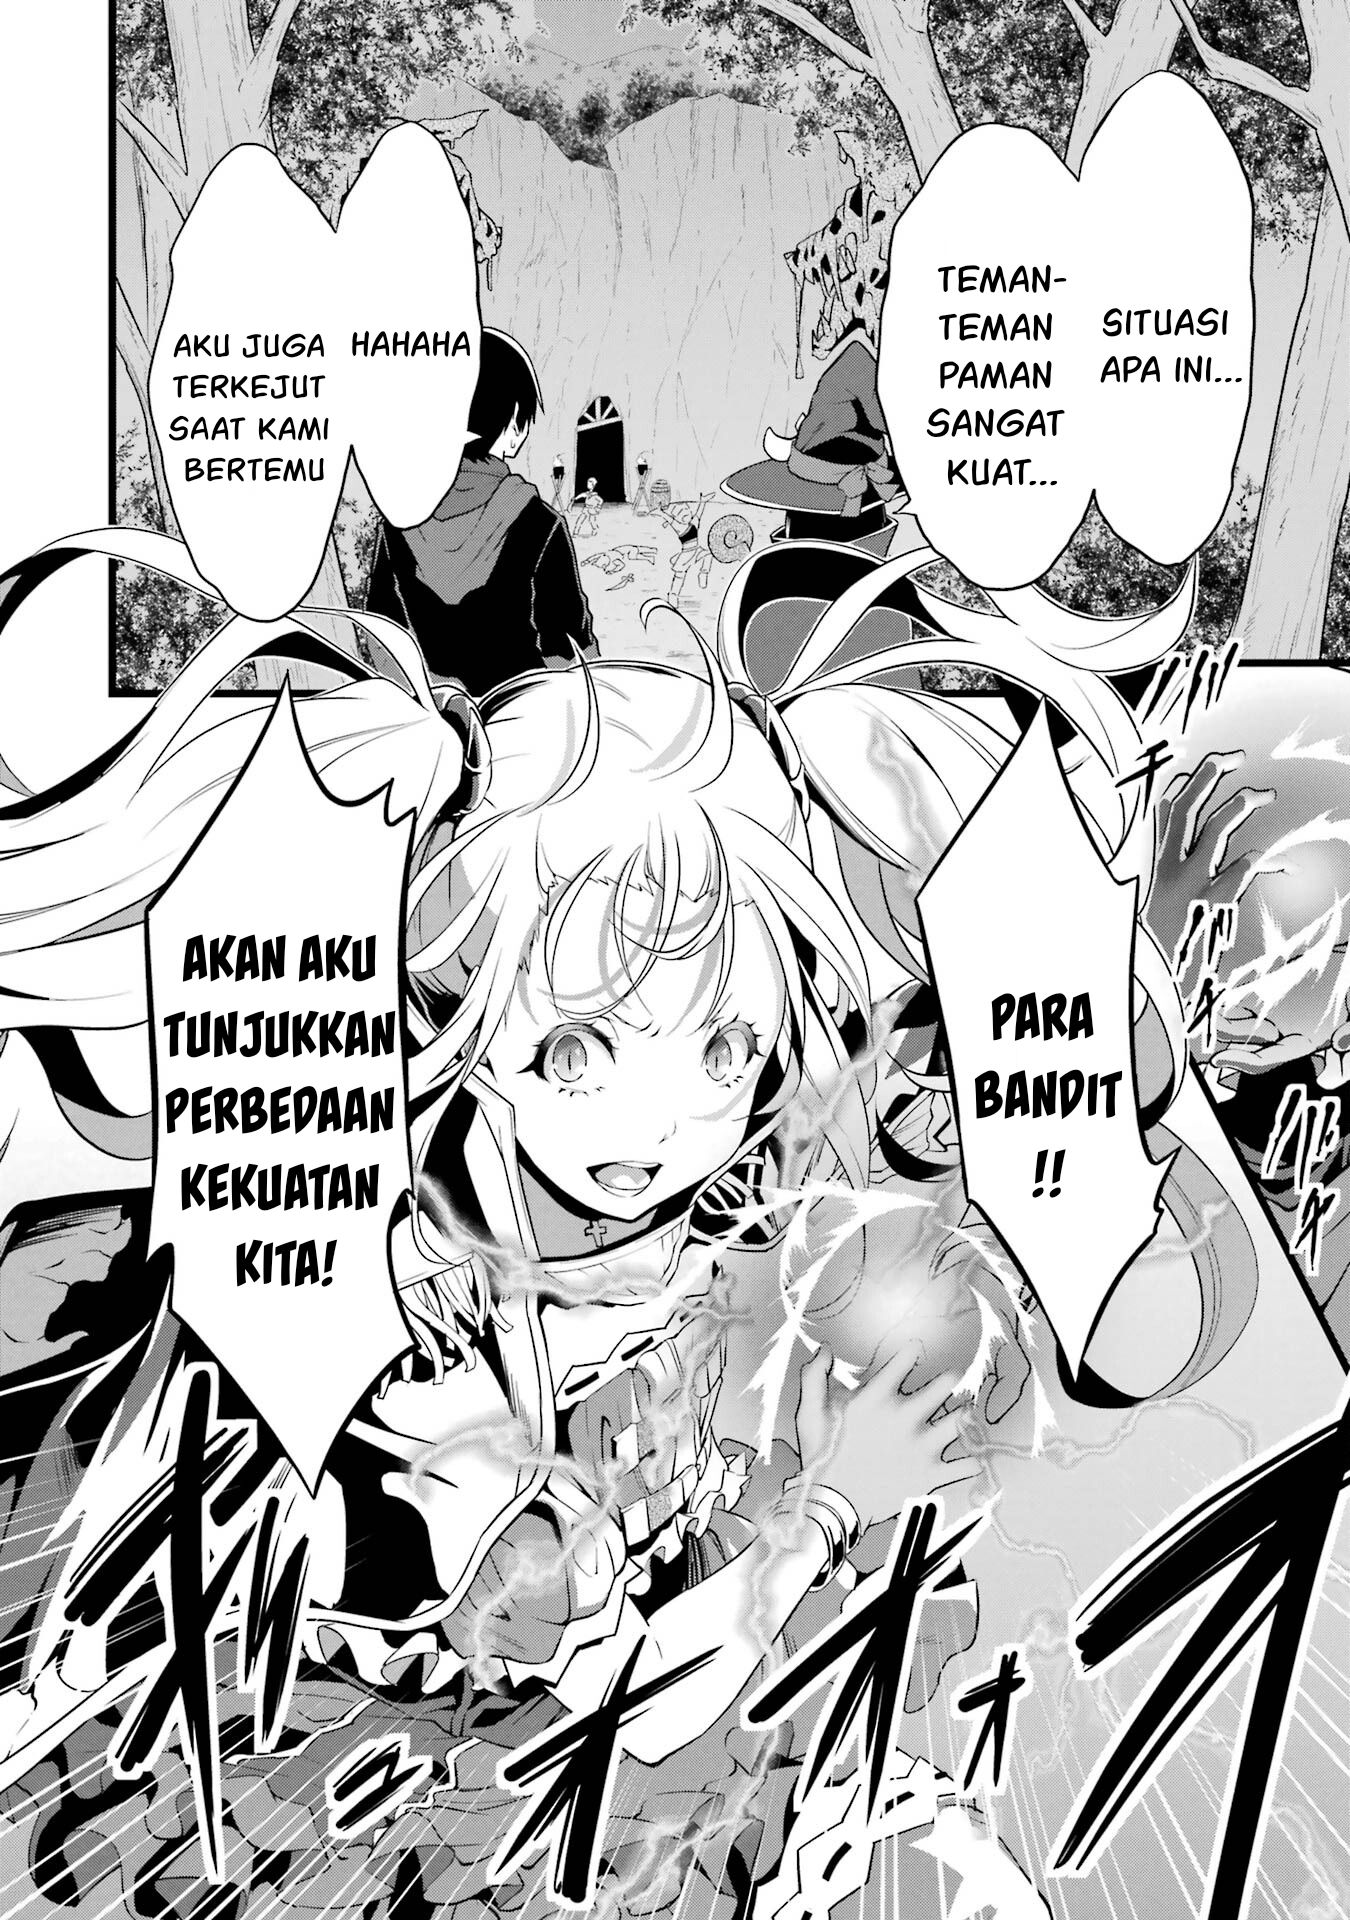 SITUASI
APA INI...
TEMAN-
TEMAN
PAMAN
SANGAT
KUAT...
HAHAHA
AKU JUGA
TERKEJUT
SAAT KAMI
BERTEMU
PARA
BANDIT
!!
AKAN AKU
TUNJUKKAN
PERBEDAAN
KEKUATAN
KITA!